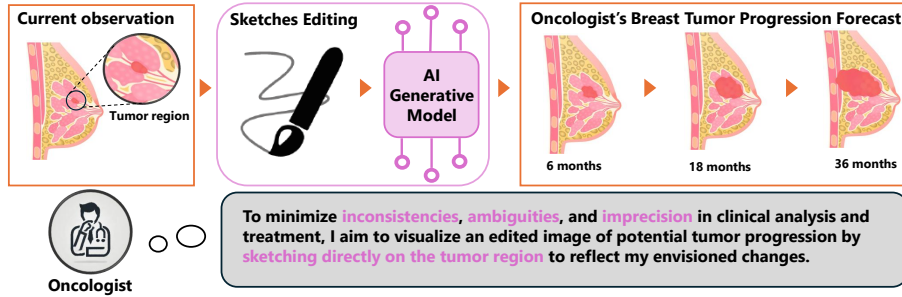 Current observation
Tumor region
Sketches Editing
AI
Generative
Model
Oncologist's Breast Tumor Progression Forecast
6 months
18 months
36 months
Oncologist
To minimize inconsistencies, ambiguities, and imprecision in clinical analysis and
treatment, I aim to visualize an edited image of potential tumor progression by
sketching directly on the tumor region to reflect my envisioned changes.